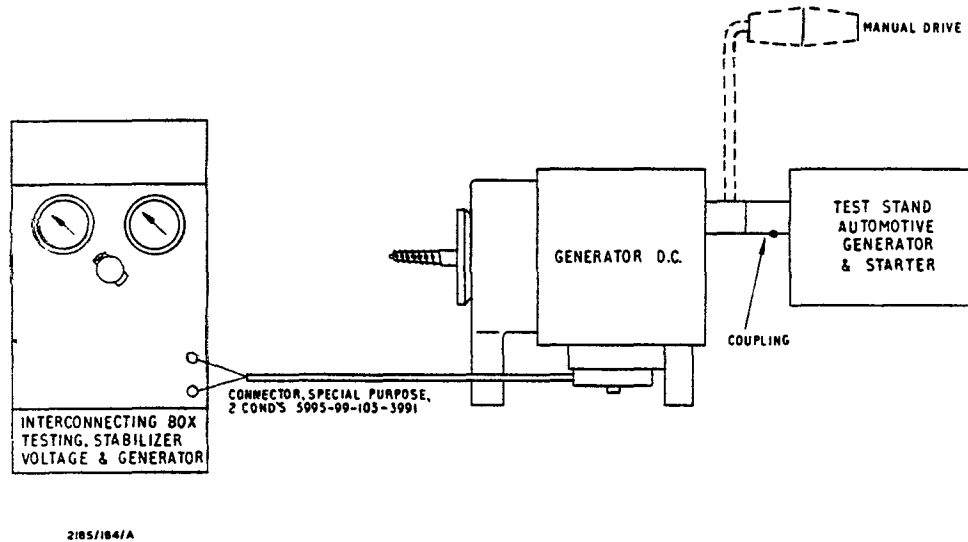 MANUAL DRIVE
TEST STAND
AUTOMOTIVE
GENERATOR
& STARTER
GENERATOR D.C.
COUPLING
CONNECTOR, SPECIAL PURPOSE,
2 COND'S 5995-99-103-3991
INTERCONNECTING BOX
TESTING, STABILIZER
VOLTAGE & GENERATOR
2185/184/A